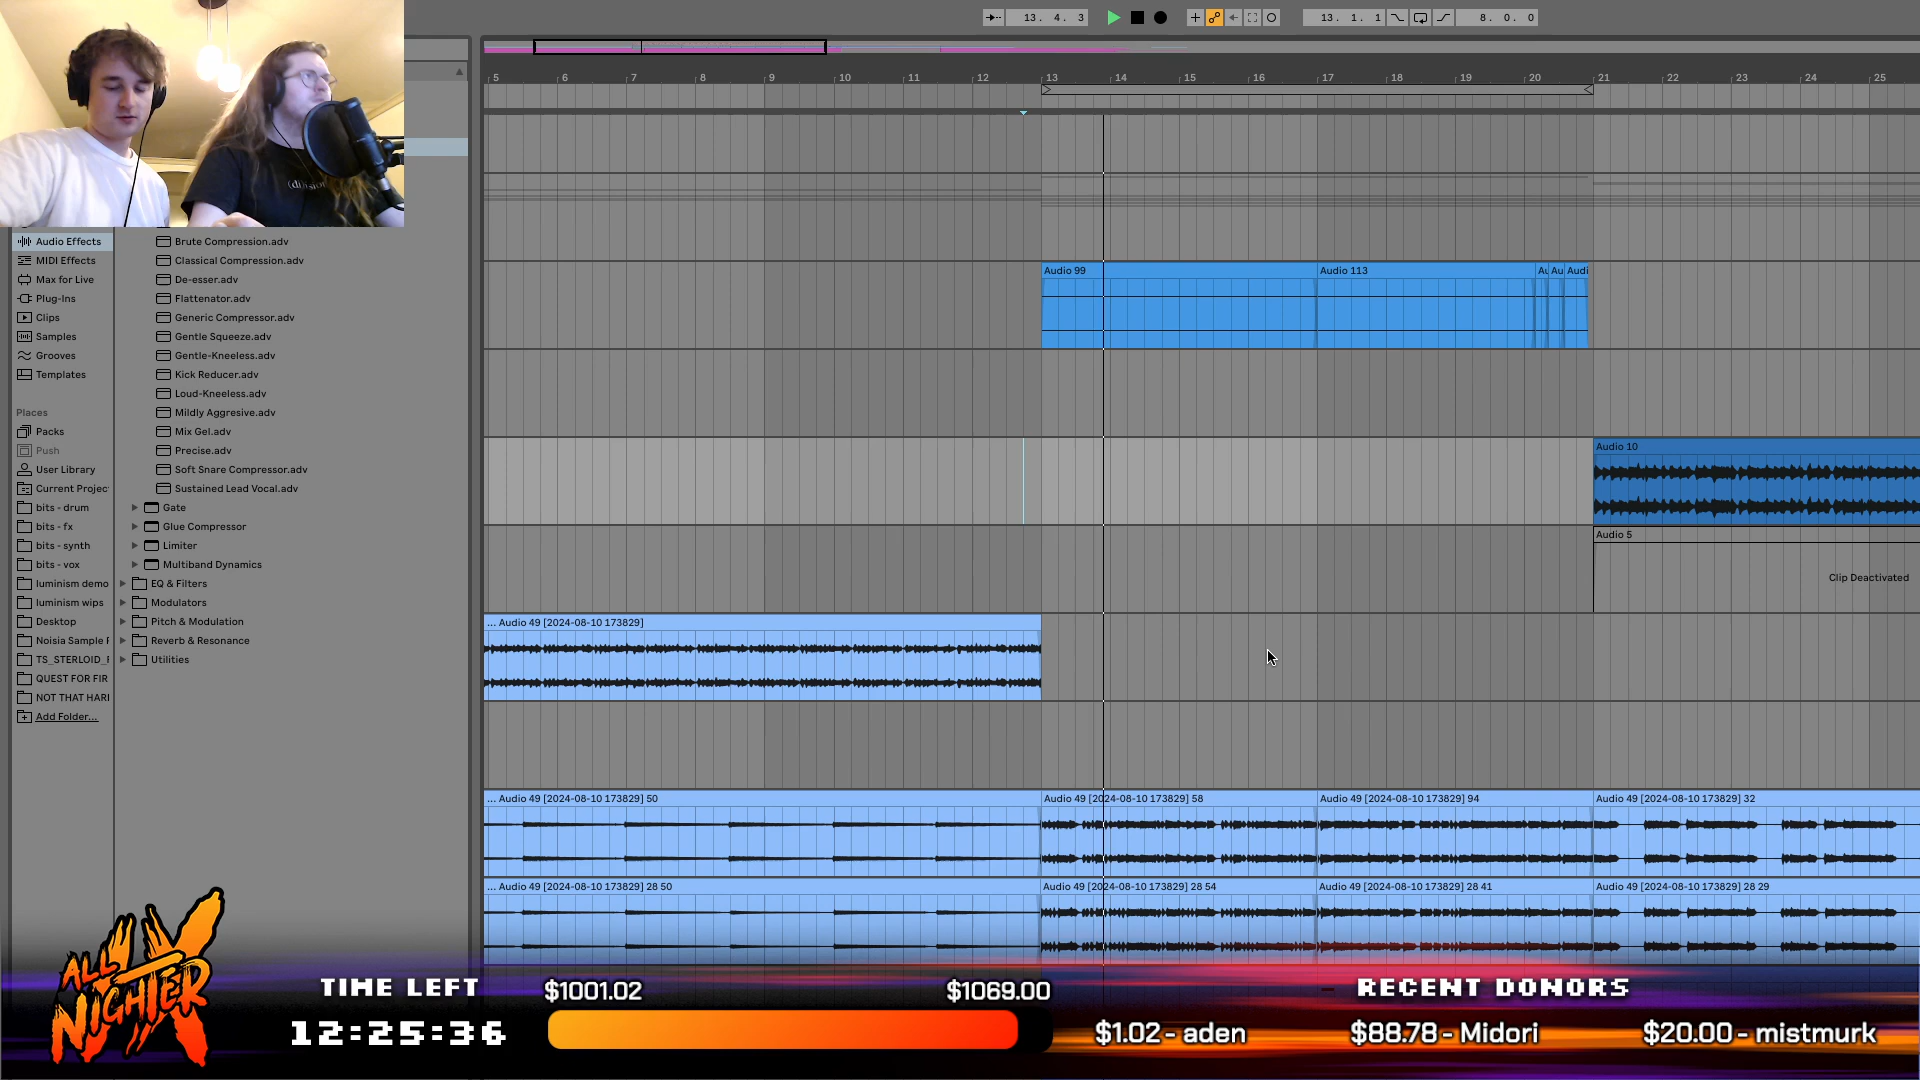 13. 4. 3
13. 1. 1
8. 0. 0
5 6 7 8 9 10 11 12 13 14 15 16 17 18 19 20 21 22 23 24 25
Audio Effects
MIDI Effects
Max for Live
Plug-Ins
Clips
Samples
Grooves
Templates
Places
Packs
Push
User Library
Current Projec
bits - drum
bits - fx
bits - synth
bits - vox
luminism demo
luminism wips
Desktop
Noisia Sample F
TS_STERLOID_F
QUEST FOR FIR
NOT THAT HARI
Add Folder...
Brute Compression.adv
Classical Compression.adv
De-esser.adv
Flattenator.adv
Generic Compressor.adv
Gentle Squeeze.adv
Gentle-Kneeless.adv
Kick Reducer.adv
Loud-Kneeless.adv
Mildly Aggresive.adv
Mix Gel.adv
Precise.adv
Soft Snare Compressor.adv
Sustained Lead Vocal.adv
Gate
Glue Compressor
Limiter
Multiband Dynamics
EQ & Filters
Modulators
Pitch & Modulation
Reverb & Resonance
Utilities
Audio 99
Audio 113
Au
Au
Audi
Audio 10
Audio 5
Clip Deactivated
... Audio 49 [2024-08-10 173829]
... Audio 49 [2024-08-10 173829] 50
Audio 49 [2024-08-10 173829] 58
Audio 49 [2024-08-10 173829] 94
Audio 49 [2024-08-10 173829] 32
... Audio 49 [2024-08-10 173829] 28 50
Audio 49 [2024-08-10 173829] 28 54
Audio 49 [2024-08-10 173829] 28 41
Audio 49 [2024-08-10 173829] 28 29
ALL
NIGHTER
X
TIME LEFT
12:25:36
$1001.02
$1069.00
RECENT DONORS
$1.02 - aden
$88.78 - Midori
$20.00 - mistmurk